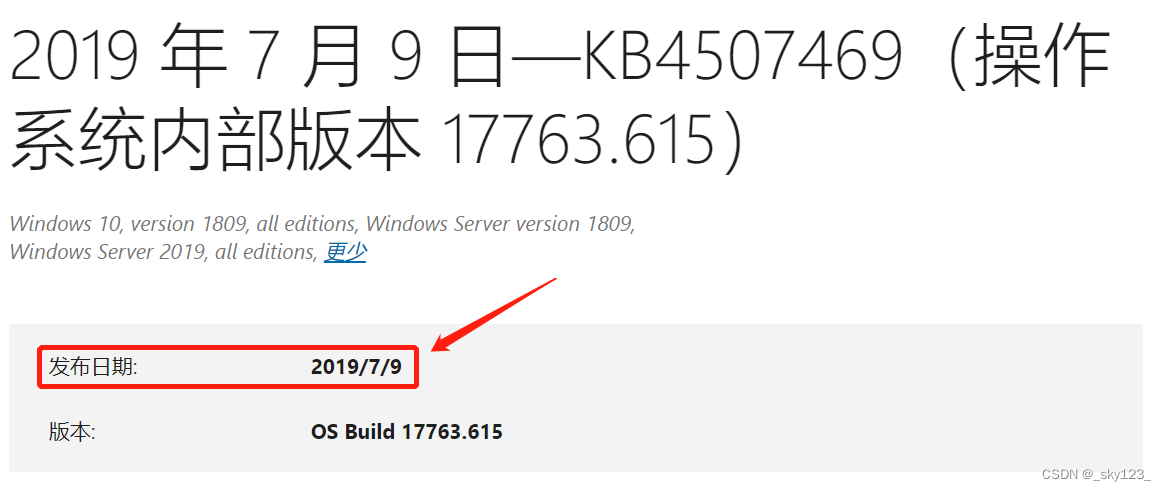 2019 年 7 月 9 日—KB4507469（操作
系统内部版本 17763.615）
Windows 10, version 1809, all editions, Windows Server version 1809,
Windows Server 2019, all editions, 更少
发布日期: 2019/7/9
版本: OS Build 17763.615
CSDN @_sky123_